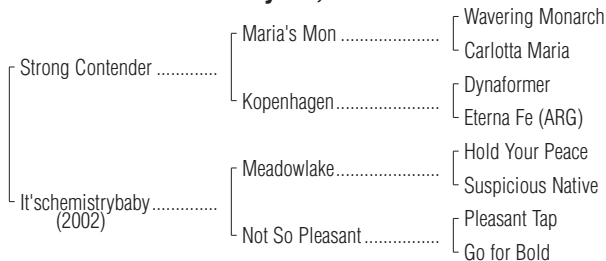 Wavering Monarch
Maria's Mon ....................
Carlotta Maria
Strong Contender .............
Dynaformer
Kopenhagen .....................
Eterna Fe (ARG)
Hold Your Peace
Meadowlake .....................
Suspicious Native
It'schemistrybaby ..............
(2002)
Pleasant Tap
Not So Pleasant ................
Go for Bold